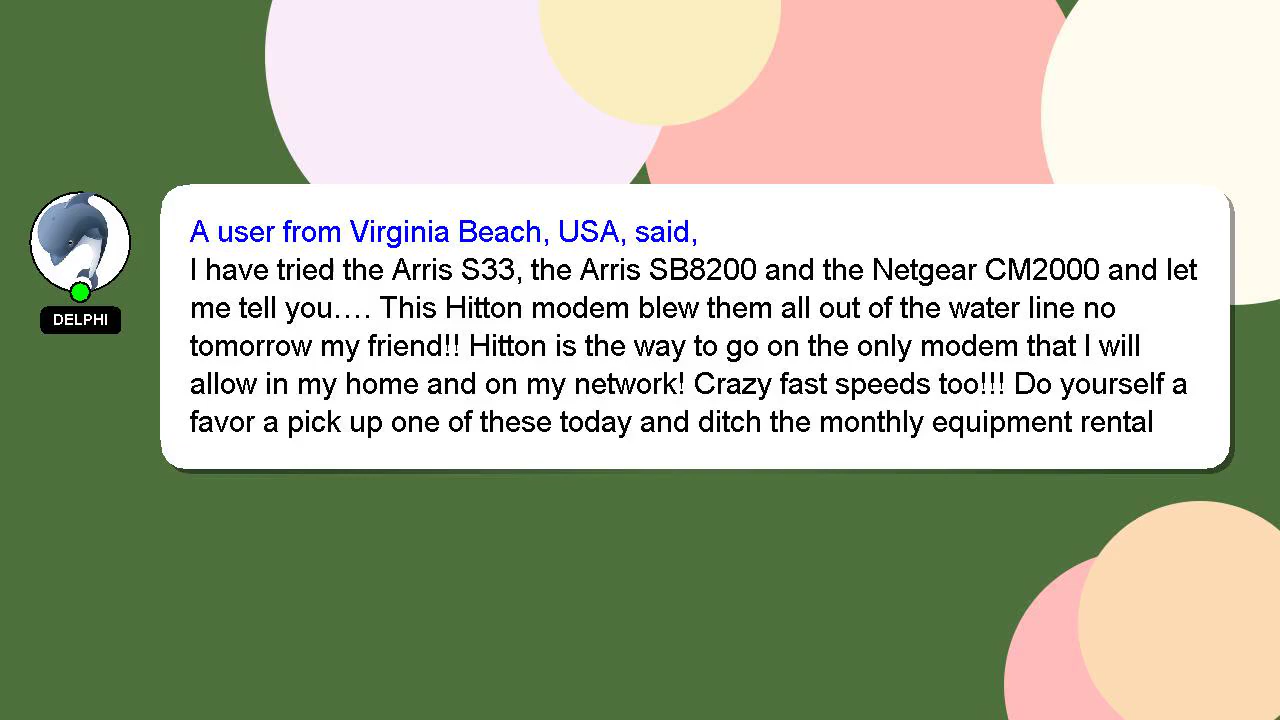 A user from Virginia Beach, USA, said,
I have tried the Arris S33, the Arris SB8200 and the Netgear CM2000 and let
me tell you…. This Hitton modem blew them all out of the water line no
tomorrow my friend!! Hitton is the way to go on the only modem that I will
allow in my home and on my network! Crazy fast speeds too!!! Do yourself a
favor a pick up one of these today and ditch the monthly equipment rental
DELPHI